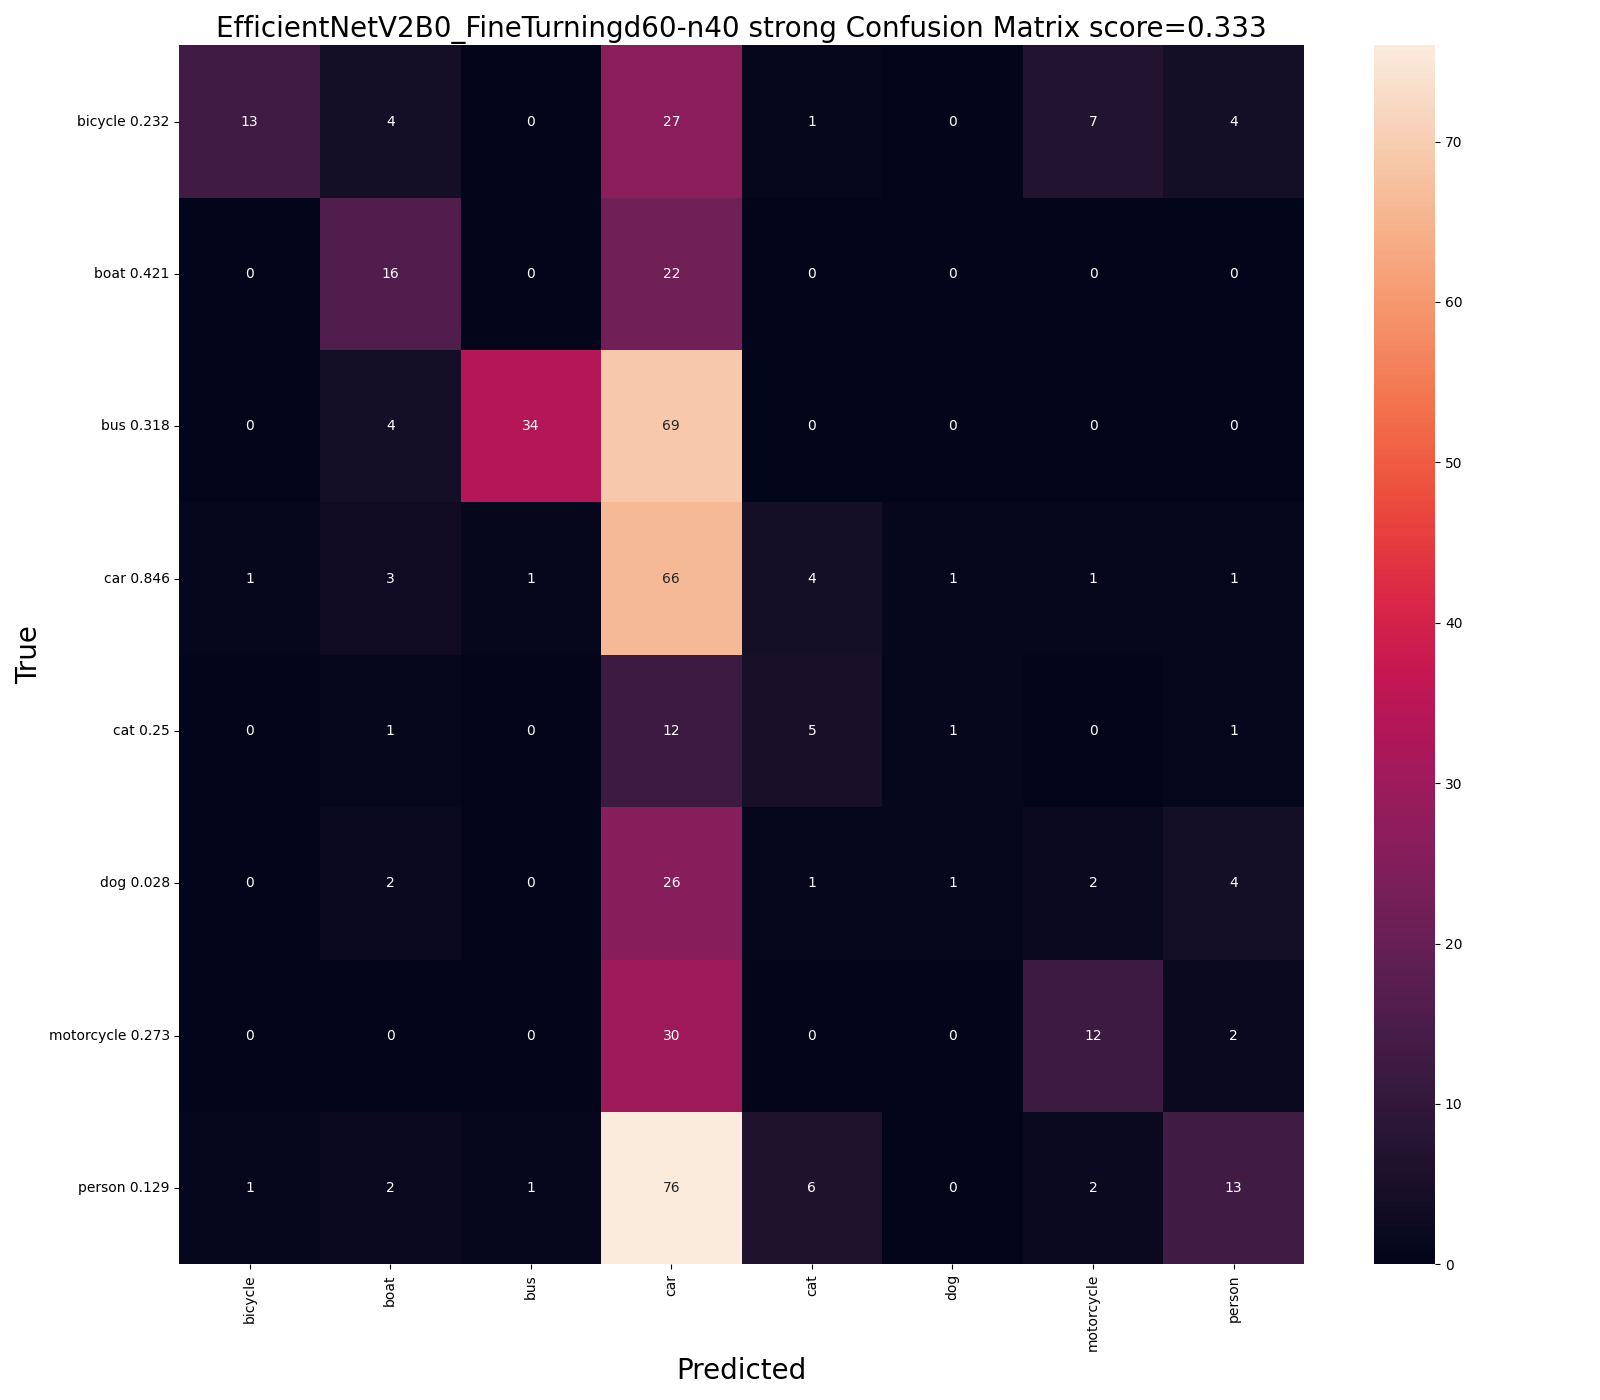 EfficientNetV2B0_FineTurningd60-n40 strong Confusion Matrix score=0.333
bicycle 0.232 13 4 0 27 1 0 7 4
boat 0.421 0 16 0 22 0 0 0 0
bus 0.318 0 4 34 69 0 0 0 0
car 0.846 1 3 1 66 4 1 1 1
cat 0.25 0 1 0 12 5 1 0 1
dog 0.028 0 2 0 26 1 1 2 4
motorcycle 0.273 0 0 0 30 0 0 12 2
person 0.129 1 2 1 76 6 0 2 13
True
bicycle boat bus car cat dog motorcycle person
Predicted
70
60
50
40
30
20
10
0